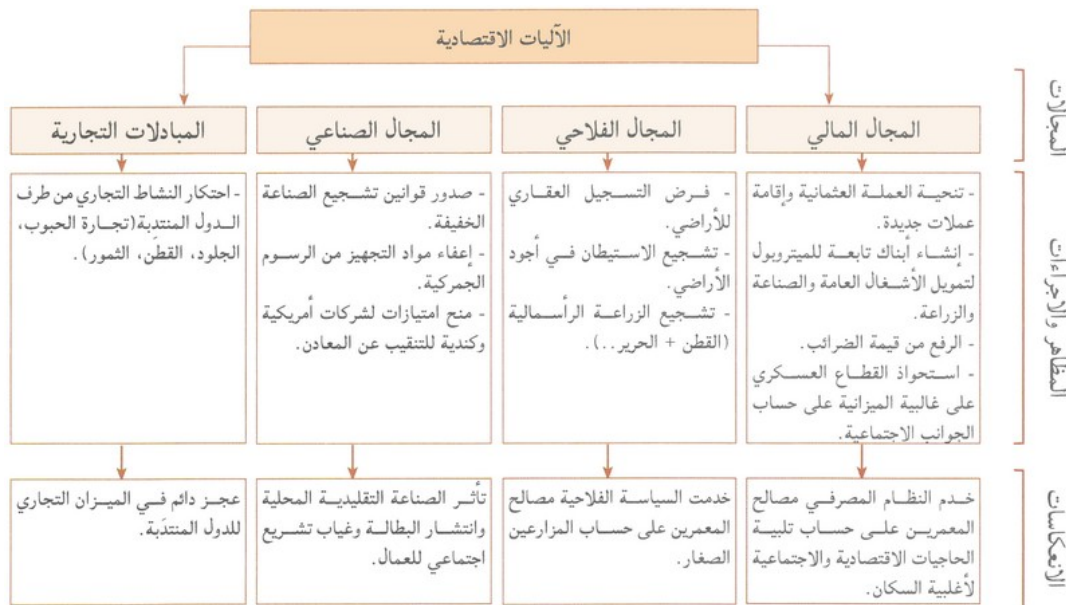 الآليات الاقتصادية
المجالات
المجال المالي
المجال الفلاحي
المجال الصناعي
المبادلات التجارية
المظاهر والإجراءات
- تنحية العملة العثمانية وإقامة
عملات جديدة.
- إنشاء أبناك تابعة للميتروبول
لتمويل الأشغال العامة والصناعة
والزراعة.
- الرفع من قيمة الضرائب.
- استحواذ القطاع العسكري
على غالبية الميزانية على حساب
الجوانب الاجتماعية.
- فرض التسجيل العقاري
للأراضي.
- تشجيع الاستيطان في أجود
الأراضي.
- تشجيع الزراعة الرأسمالية
(القطن + الحرير..).
- صدور قوانين تشجيع الصناعة
الخفيفة.
- إعفاء مواد التجهيز من الرسوم
الجمركية.
- منح امتيازات لشركات أمريكية
وكندية للتنقيب عن المعادن.
- احتكار النشاط التجاري من طرف
الدول المنتدِبة(تجارة الحبوب،
الجلود، القطن، الثمور).
الانعكاسات
خدم النظام المصرفي مصالح
المعمرين على حساب تلبية
الحاجيات الاقتصادية والاجتماعية
لأغلبية السكان.
خدمت السياسة الفلاحية مصالح
المعمرين على حساب المزارعين
الصغار.
تأثر الصناعة التقليدية المحلية
وانتشار البطالة وغياب تشريع
اجتماعي للعمال.
عجز دائم في الميزان التجاري
للدول المنتدَبة.